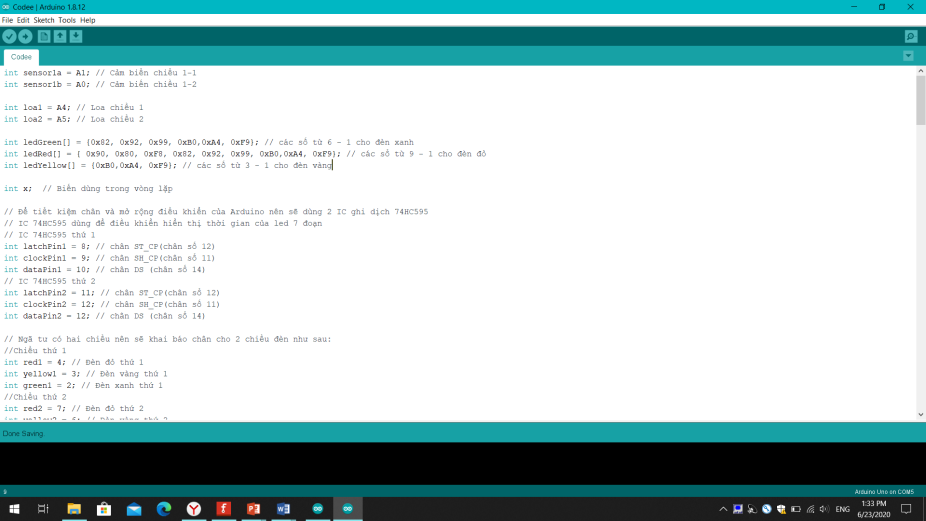 Codee | Arduino 1.8.12
File Edit Sketch Tools Help
Codee
int sensor1a = A1; // Cảm biến chiều 1-1
int sensor1b = A0; // Cảm biến chiều 1-2
int loa1 = A4; // Loa chiều 1
int loa2 = A5; // Loa chiều 2
int ledGreen[] = {0x82, 0x92, 0x99, 0xB0,0xA4, 0xF9}; // các số từ 6 - 1 cho đèn xanh
int ledRed[] = { 0x90, 0x80, 0xF8, 0x82, 0x92, 0x99, 0xB0,0xA4, 0xF9}; // các số từ 9 - 1 cho đèn đỏ
int ledYellow[] = {0xB0,0xA4, 0xF9}; // các số từ 3 - 1 cho đèn vàng
int x;  // Biến dùng trong vòng lặp
// Để tiết kiệm chân và mở rộng điều khiển của Arduino nên sẽ dùng 2 IC ghi dịch 74HC595
// IC 74HC595 dùng để điều khiển hiển thị thời gian của led 7 đoạn
// IC 74HC595 thứ 1
int latchPin1 = 8; // chân ST_CP(chân số 12)
int clockPin1 = 9; // chân SH_CP(chân số 11)
int dataPin1 = 10; // chân DS (chân số 14)
// IC 74HC595 thứ 2
int latchPin2 = 11; // chân ST_CP(chân số 12)
int clockPin2 = 12; // chân SH_CP(chân số 11)
int dataPin2 = 12; // chân DS (chân số 14)
// Ngã tư có hai chiều nên sẽ khai báo chân cho 2 chiều đèn như sau:
//Chiều thứ 1
int red1 = 4; // Đèn đỏ thứ 1
int yellow1 = 3; // Đèn vàng thứ 1
int green1 = 2; // Đèn xanh thứ 1
//Chiều thứ 2
int red2 = 7; // Đèn đỏ thứ 2
int yellow2 = 6; // Đèn vàng thứ 2
Done Saving.
Arduino Uno on COM5
ENG
1:33 PM
6/23/2020